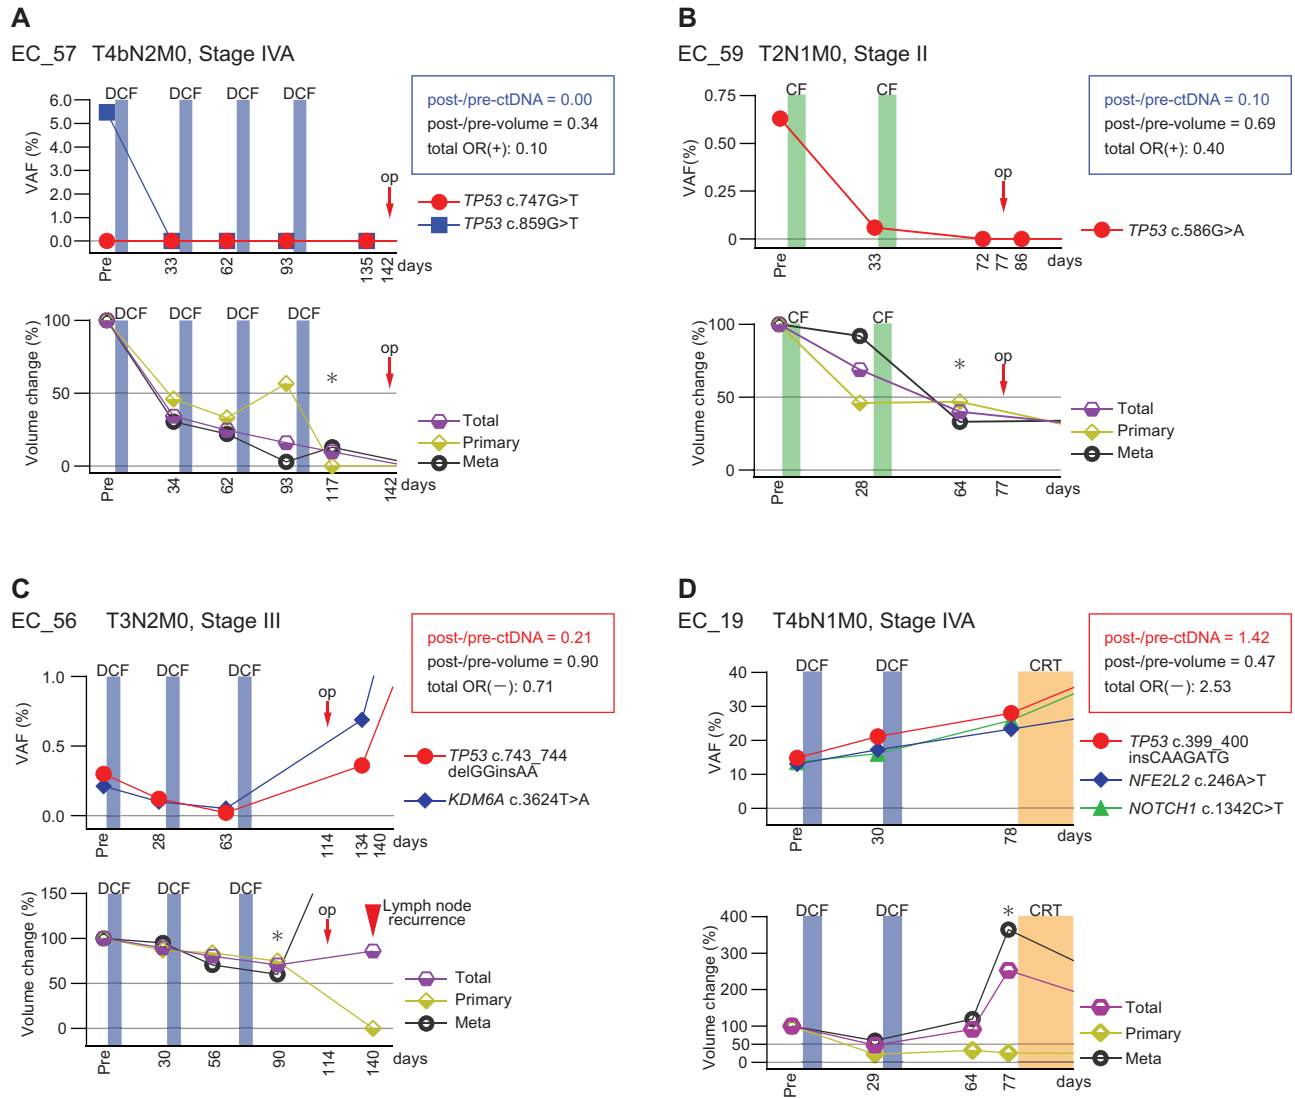 A
EC_57 T4bN2M0, Stage IVA
DCF DCF DCF DCF
6.0
5.0
4.0
3.0
2.0
1.0
0.0
VAF (%)
op
Pre 33 62 93 135 142 days
post-/pre-ctDNA = 0.00
post-/pre-volume = 0.34
total OR(+): 0.10
TP53 c.747G>T
TP53 c.859G>T
DCF DCF DCF DCF
100
50
0
Volume change (%)
*
op
Pre 34 62 93 117 142 days
Total
Primary
Meta
B
EC_59 T2N1M0, Stage II
CF CF
0.75
0.50
0.25
0
VAF(%)
op
Pre 33 72 77 86 days
post-/pre-ctDNA = 0.10
post-/pre-volume = 0.69
total OR(+): 0.40
TP53 c.586G>A
CF CF
100
50
0
Volume change (%)
*
op
Pre 28 64 77 days
Total
Primary
Meta
C
EC_56 T3N2M0, Stage III
DCF DCF DCF
1.0
0.5
0.0
VAF (%)
op
Pre 28 63 114 134 140 days
post-/pre-ctDNA = 0.21
post-/pre-volume = 0.90
total OR(−): 0.71
TP53 c.743_744
delGGinsAA
KDM6A c.3624T>A
DCF DCF DCF
150
100
50
0
Volume change (%)
*
op
Lymph node
recurrence
Pre 30 56 90 114 140 days
Total
Primary
Meta
D
EC_19 T4bN1M0, Stage IVA
DCF DCF CRT
40
30
20
10
0
VAF (%)
Pre 30 78 days
post-/pre-ctDNA = 1.42
post-/pre-volume = 0.47
total OR(−): 2.53
TP53 c.399_400
insCAAGATG
NFE2L2 c.246A>T
NOTCH1 c.1342C>T
DCF DCF * CRT
400
300
200
100
50
0
Volume change (%)
Pre 29 64 77 days
Total
Primary
Meta